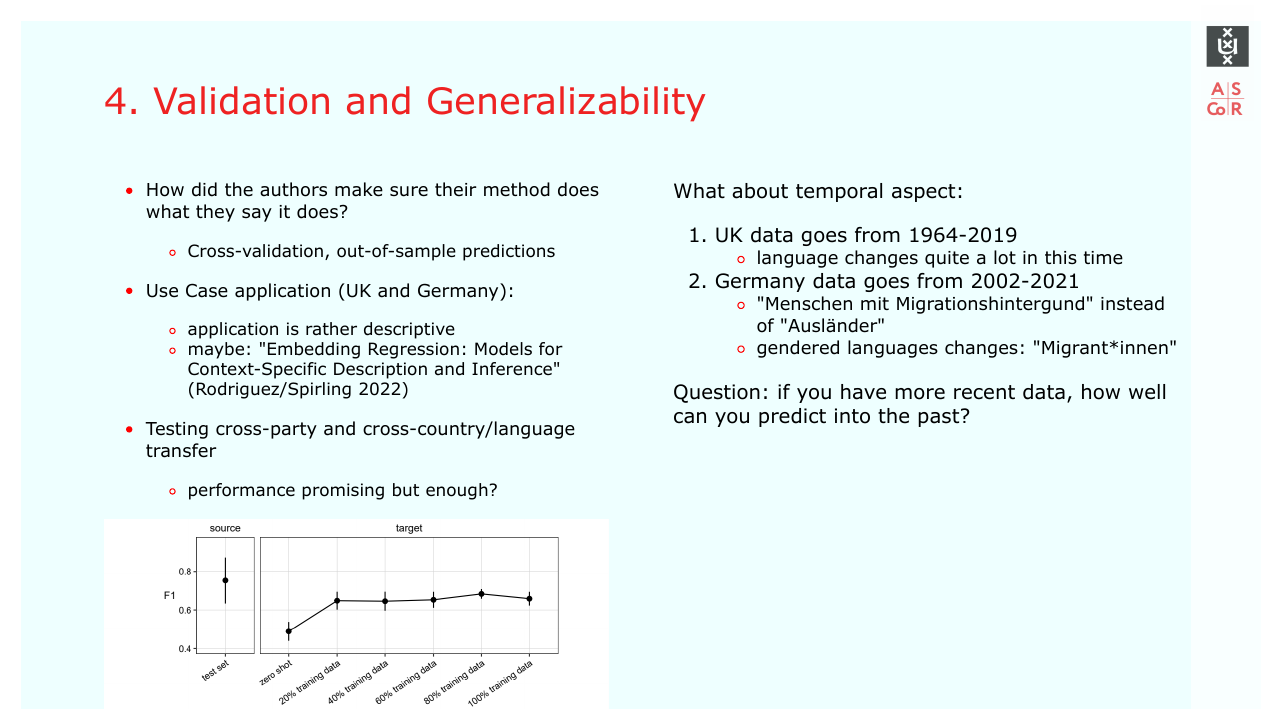 4. Validation and Generalizability
How did the authors make sure their method does
what they say it does?
Cross-validation, out-of-sample predictions
Use Case application (UK and Germany):
application is rather descriptive
maybe: "Embedding Regression: Models for
Context-Specific Description and Inference"
(Rodriguez/Spirling 2022)
Testing cross-party and cross-country/language
transfer
performance promising but enough?
source
target
F1
0.8
0.6
0.4
test set
zero shot
20% training data
40% training data
60% training data
80% training data
100% training data
What about temporal aspect:
1. UK data goes from 1964-2019
language changes quite a lot in this time
2. Germany data goes from 2002-2021
"Menschen mit Migrationshintergund" instead
of "Ausländer"
gendered languages changes: "Migrant*innen"
Question: if you have more recent data, how well
can you predict into the past?
A S
Co R